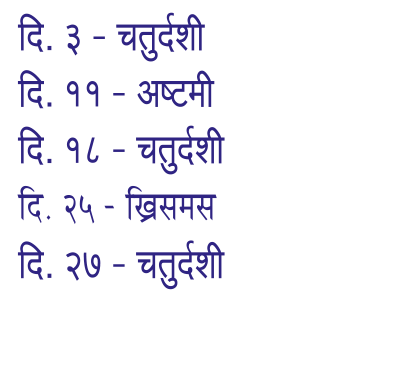 दि. ३ - चतुर्दशी
दि. ११ - अष्टमी
दि. १८ - चतुर्दशी
दि. २५ - ख्रिसमस
दि. २७ - चतुर्दशी